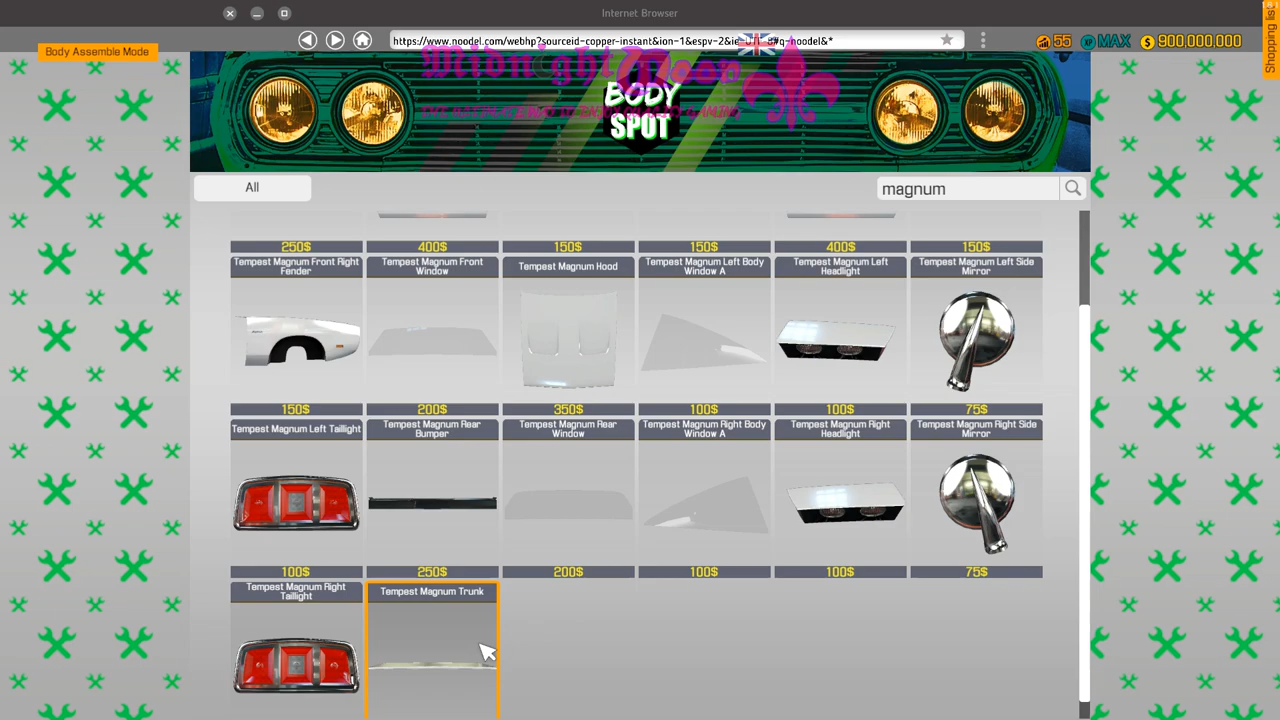 Internet Browser
https://www.noodel.com/webhp?sourceid-copper-instant&ion-1&espv-2&ie-
8#q-noodel&*
55
XP MAX
$ 900,000,000
Shopping list
Body Assemble Mode
Midnight Moon
BODY
SPOT
All
magnum
250$
400$
150$
150$
400$
150$
Tempest Magnum Front Right
Fender
Tempest Magnum Front
Window
Tempest Magnum Hood
Tempest Magnum Left Body
Window A
Tempest Magnum Left
Headlight
Tempest Magnum Left Side
Mirror
150$
200$
350$
100$
100$
75$
Tempest Magnum Left Taillight
Tempest Magnum Rear
Bumper
Tempest Magnum Rear
Window
Tempest Magnum Right Body
Window A
Tempest Magnum Right
Headlight
Tempest Magnum Right Side
Mirror
100$
250$
200$
100$
100$
75$
Tempest Magnum Right
Taillight
Tempest Magnum Trunk